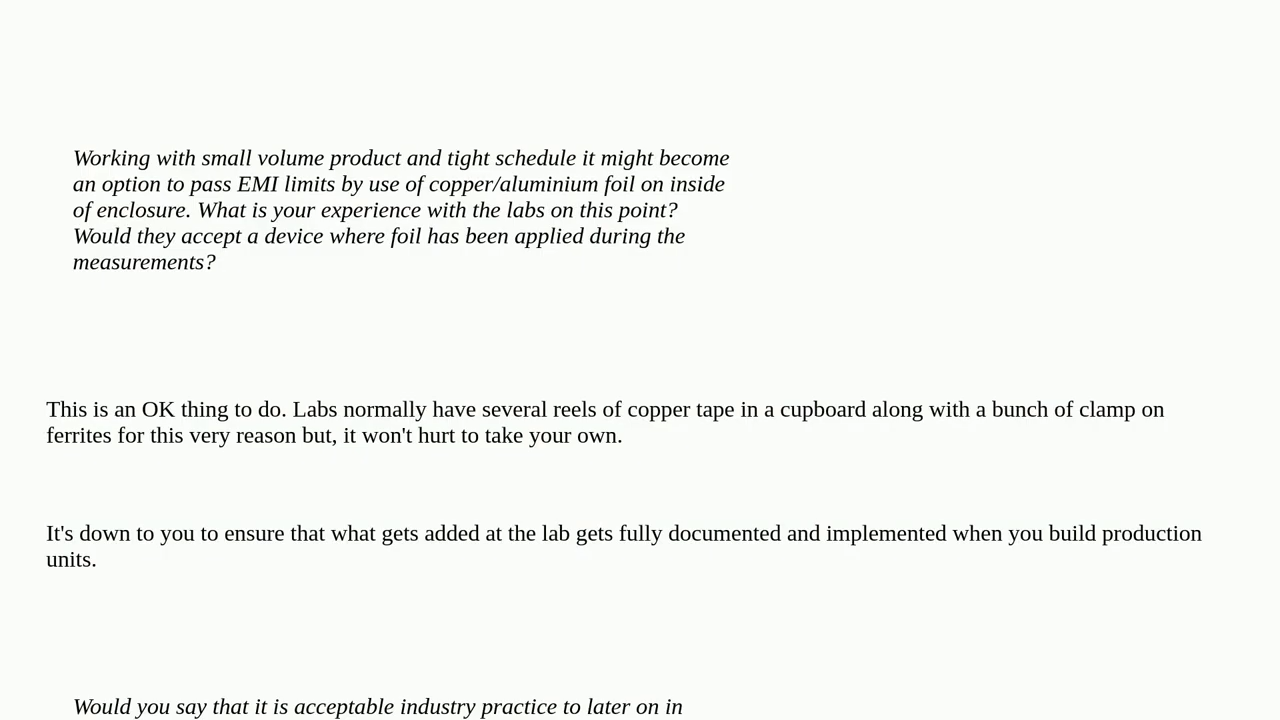 Working with small volume product and tight schedule it might become
an option to pass EMI limits by use of copper/aluminium foil on inside
of enclosure. What is your experience with the labs on this point?
Would they accept a device where foil has been applied during the
measurements?
This is an OK thing to do. Labs normally have several reels of copper tape in a cupboard along with a bunch of clamp on
ferrites for this very reason but, it won't hurt to take your own.
It's down to you to ensure that what gets added at the lab gets fully documented and implemented when you build production
units.
Would you say that it is acceptable industry practice to later on in